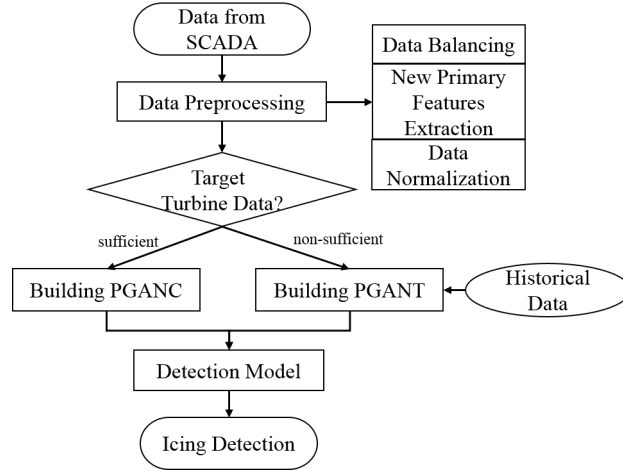 Data from
SCADA
Data Preprocessing
Data Balancing
New Primary
Features
Extraction
Data
Normalization
Target
Turbine Data?
sufficient
non-sufficient
Building PGANC
Building PGANT
Historical
Data
Detection Model
Icing Detection